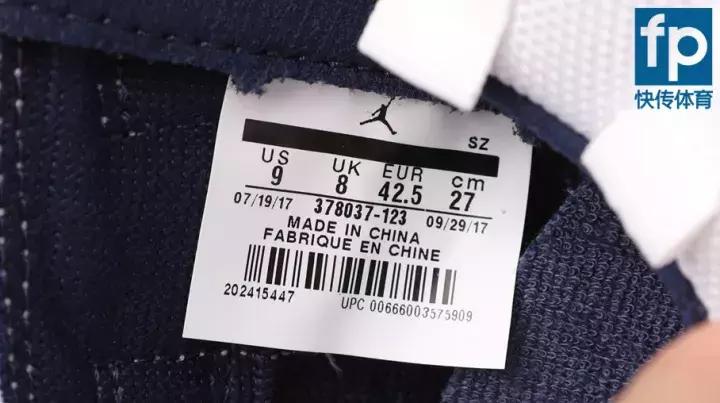 fp
快传体育
SZ
US UK EUR cm
9 8 42.5 27
07/19/17 378037-123 09/29/17
MADE IN CHINA
FABRIQUE EN CHINE
202415447 UPC 00666003575909